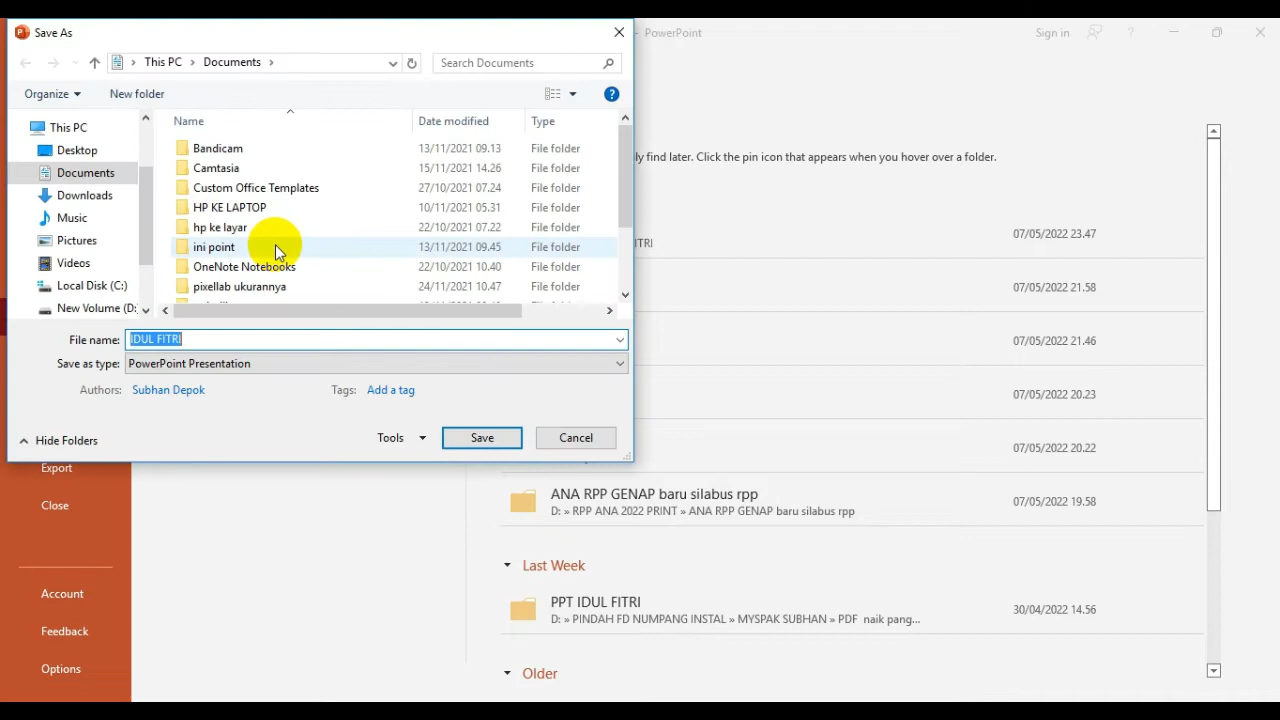 Save As
PowerPoint
Sign in
?
This PC
Documents
Search Documents
Organize
New folder
?
Name
Date modified
Type
This PC
Desktop
Documents
Downloads
Music
Pictures
Videos
Local Disk (C:)
New Volume (D:
Bandicam 13/11/2021 09.13 File folder
Camtasia 15/11/2021 14.26 File folder
Custom Office Templates 27/10/2021 07.24 File folder
HP KE LAPTOP 10/11/2021 05.31 File folder
hp ke layar 22/10/2021 07.22 File folder
ini point 13/11/2021 09.45 File folder
OneNote Notebooks 22/10/2021 10.40 File folder
pixellab ukurannya 24/11/2021 10.47 File folder
File name: IDUL FITRI
Save as type: PowerPoint Presentation
Authors: Subhan Depok Tags: Add a tag
Hide Folders
Tools
Save
Cancel
ly find later. Click the pin icon that appears when you hover over a folder.
ITRI
07/05/2022 23.47
07/05/2022 21.58
07/05/2022 21.46
07/05/2022 20.23
07/05/2022 20.22
ANA RPP GENAP baru silabus rpp
D: » RPP ANA 2022 PRINT » ANA RPP GENAP baru silabus rpp
07/05/2022 19.58
Last Week
PPT IDUL FITRI
D: » PINDAH FD NUMPANG INSTAL » MYSPAK SUBHAN » PDF naik pang...
30/04/2022 14.56
Older
Export
Close
Account
Feedback
Options